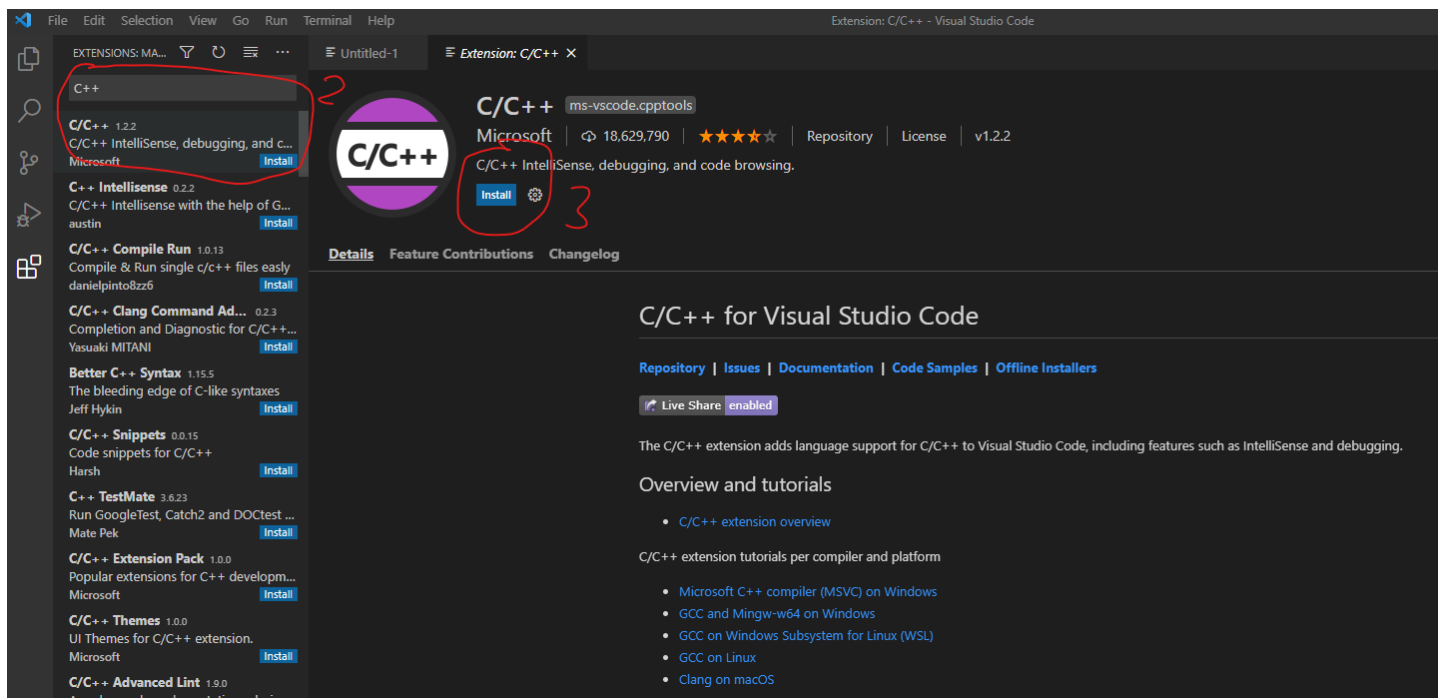 File Edit Selection View Go Run Terminal Help
Extension: C/C++ - Visual Studio Code
EXTENSIONS: MA...
Untitled-1
Extension: C/C++
C++
2
C/C++ 1.2.2
C/C++ IntelliSense, debugging, and c...
Microsoft Install
C++ Intellisense 0.2.2
C/C++ Intellisense with the help of G...
austin Install
C/C++ Compile Run 1.0.13
Compile & Run single c/c++ files easly
danielpinto8zz6 Install
C/C++ Clang Command Ad... 0.2.3
Completion and Diagnostic for C/C++...
Yasuaki MITANI Install
Better C++ Syntax 1.15.5
The bleeding edge of C-like syntaxes
Jeff Hykin Install
C/C++ Snippets 0.0.15
Code snippets for C/C++
Harsh Install
C++ TestMate 3.6.23
Run GoogleTest, Catch2 and DOCtest ...
Mate Pek Install
C/C++ Extension Pack 1.0.0
Popular extensions for C++ developm...
Microsoft Install
C/C++ Themes 1.0.0
UI Themes for C/C++ extension.
Microsoft Install
C/C++ Advanced Lint 1.9.0
C/C++
C/C++ ms-vscode.cpptools
Microsoft 18,629,790 Repository License v1.2.2
C/C++ IntelliSense, debugging, and code browsing.
Install
3
Details Feature Contributions Changelog
C/C++ for Visual Studio Code
Repository | Issues | Documentation | Code Samples | Offline Installers
Live Share enabled
The C/C++ extension adds language support for C/C++ to Visual Studio Code, including features such as IntelliSense and debugging.
Overview and tutorials
C/C++ extension overview
C/C++ extension tutorials per compiler and platform
Microsoft C++ compiler (MSVC) on Windows
GCC and Mingw-w64 on Windows
GCC on Windows Subsystem for Linux (WSL)
GCC on Linux
Clang on macOS